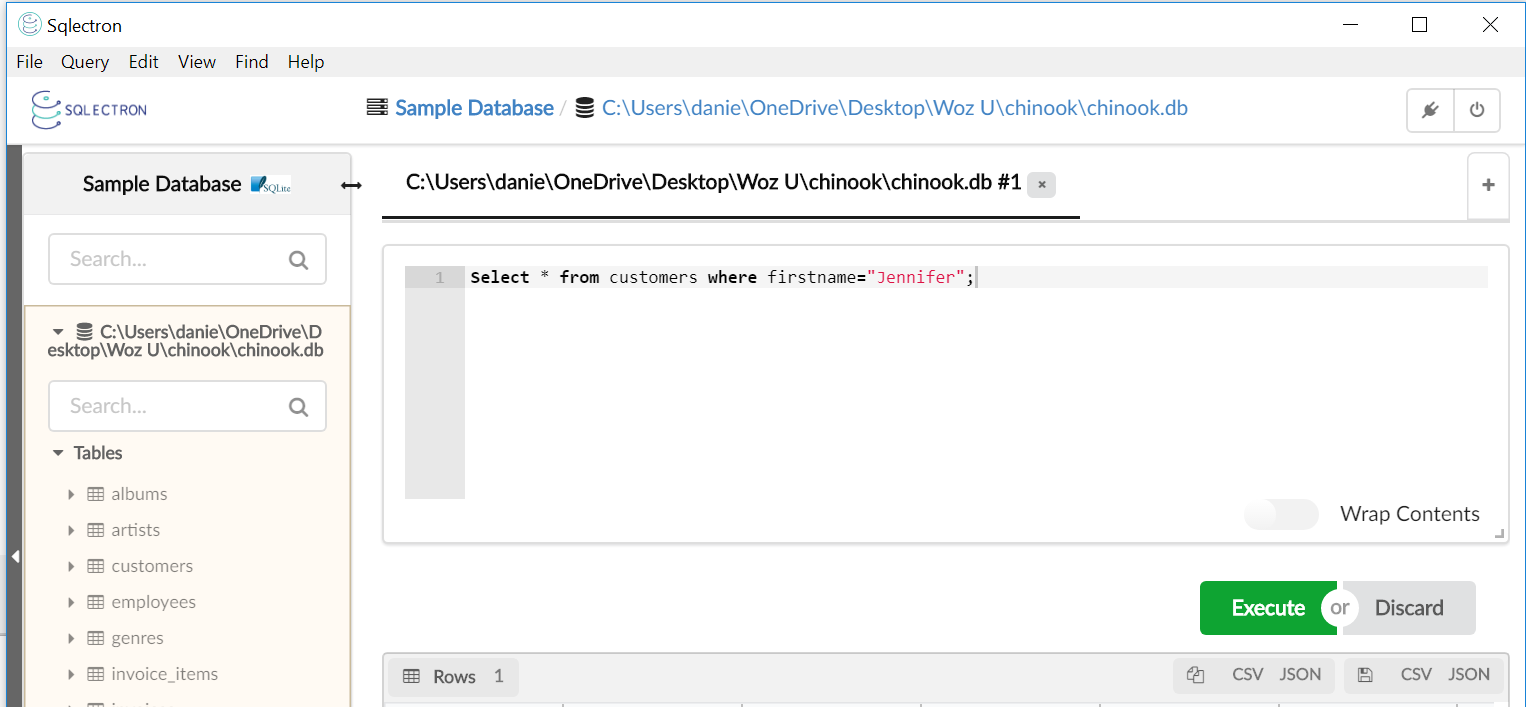 Sqlectron
File Query Edit View Find Help
SQLECTRON
Sample Database / C:\Users\danie\OneDrive\Desktop\Woz U\chinook\chinook.db
Sample Database SQLite
C:\Users\danie\OneDrive\Desktop\Woz U\chinook\chinook.db #1 ×
+
Search...
1 Select * from customers where firstname="Jennifer";
C:\Users\danie\OneDrive\D
esktop\Woz U\chinook\chinook.db
Search...
Tables
albums
artists
customers
employees
genres
invoice_items
Wrap Contents
Execute or Discard
Rows 1 CSV JSON CSV JSON